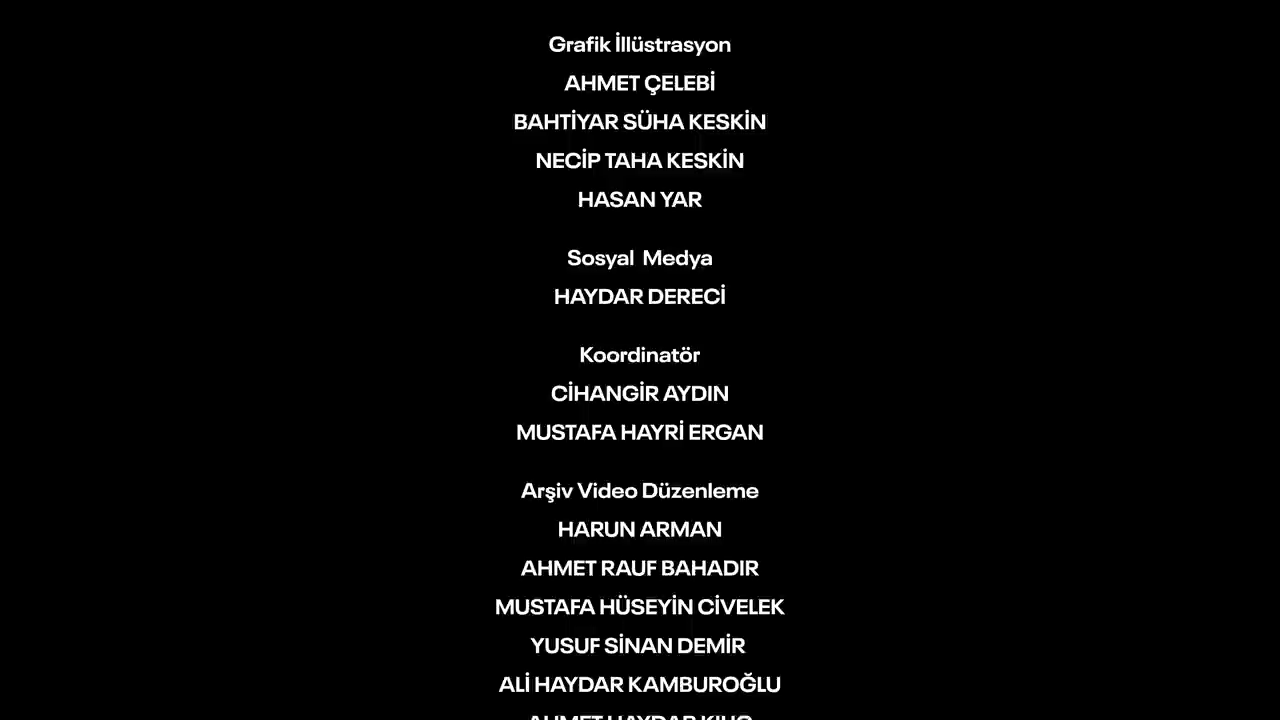 Grafik İllüstrasyon
AHMET ÇELEBİ
BAHTİYAR SÜHA KESKİN
NECİP TAHA KESKİN
HASAN YAR
Sosyal Medya
HAYDAR DERECİ
Koordinatör
CİHANGİR AYDIN
MUSTAFA HAYRİ ERGAN
Arşiv Video Düzenleme
HARUN ARMAN
AHMET RAUF BAHADIR
MUSTAFA HÜSEYİN CİVELEK
YUSUF SİNAN DEMİR
ALİ HAYDAR KAMBUROĞLU
AHMET HAYDAR